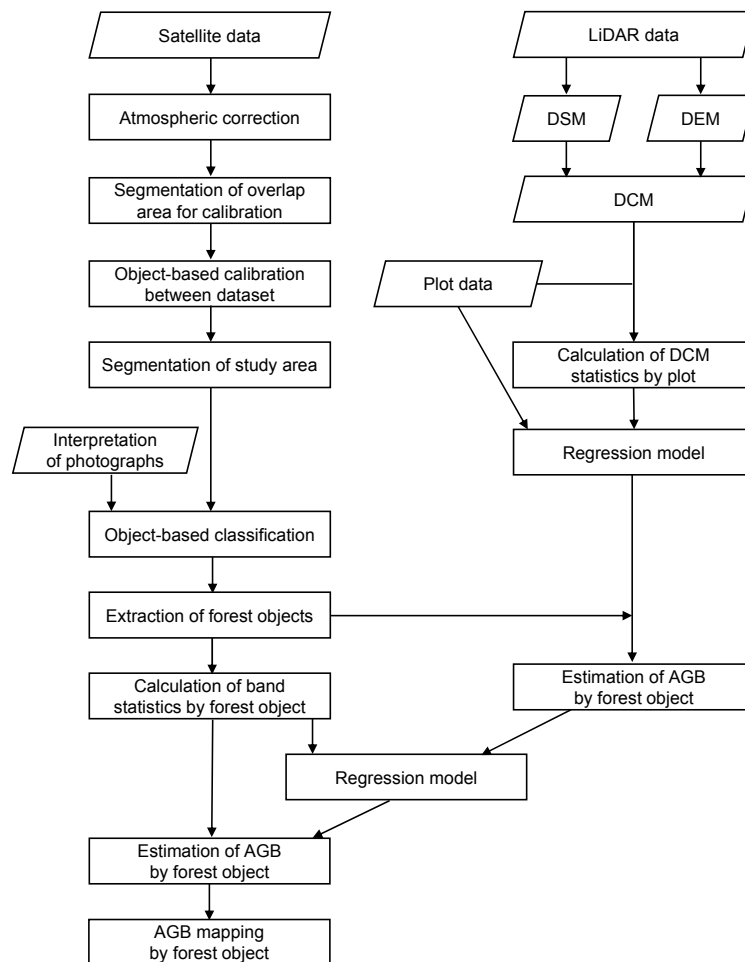 Satellite data
LiDAR data
Atmospheric correction
DSM
DEM
Segmentation of overlap
area for calibration
DCM
Object-based calibration
between dataset
Plot data
Segmentation of study area
Calculation of DCM
statistics by plot
Interpretation
of photographs
Regression model
Object-based classification
Extraction of forest objects
Calculation of band
statistics by forest object
Estimation of AGB
by forest object
Regression model
Estimation of AGB
by forest object
AGB mapping
by forest object